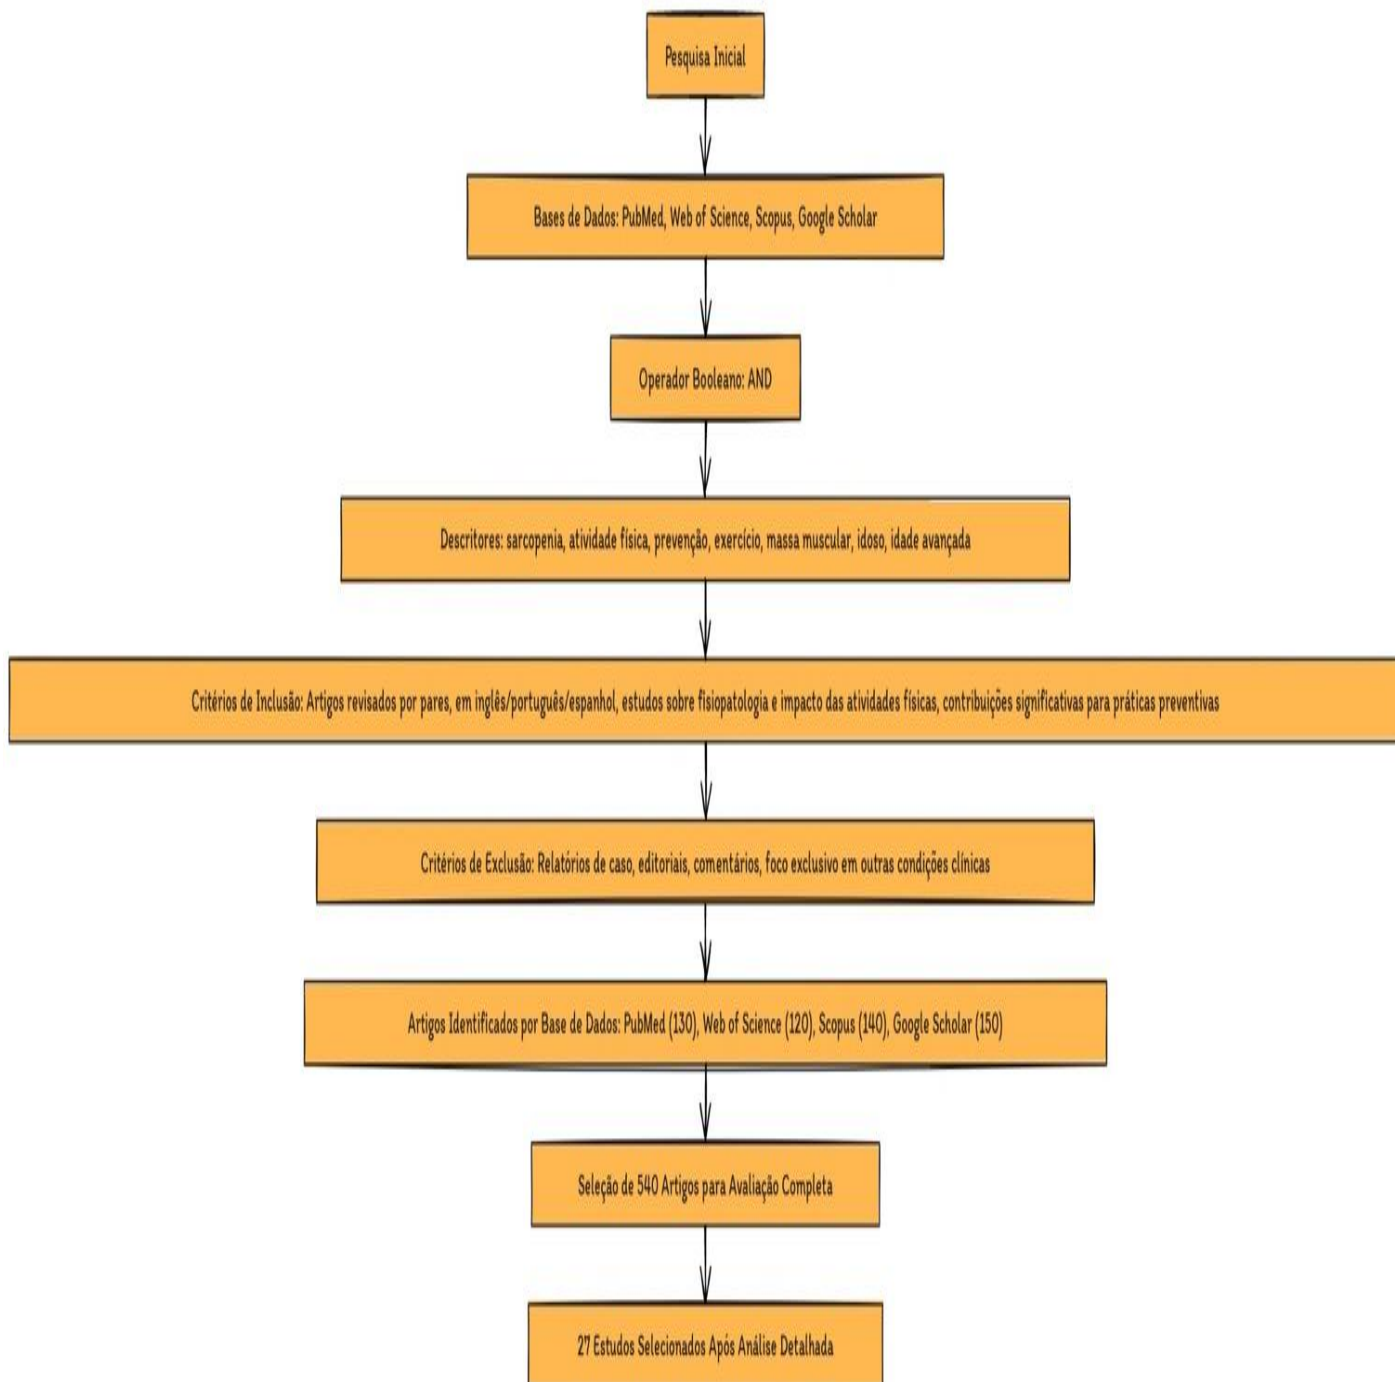 Pesquisa Inicial
Bases de Dados: PubMed, Web of Science, Scopus, Google Scholar
Operador Booleano: AND
Descritores: sarcopenia, atividade física, prevenção, exercício, massa muscular, idoso, idade avançada
Critérios de Inclusão: Artigos revisados por pares, em inglês/português/espanhol, estudos sobre fisiopatologia e impacto das atividades físicas, contribuições significativas para práticas preventivas
Critérios de Exclusão: Relatórios de caso, editoriais, comentários, foco exclusivo em outras condições clínicas
Artigos Identificados por Base de Dados: PubMed (130), Web of Science (120), Scopus (140), Google Scholar (150)
Seleção de 540 Artigos para Avaliação Completa
27 Estudos Selecionados Após Análise Detalhada